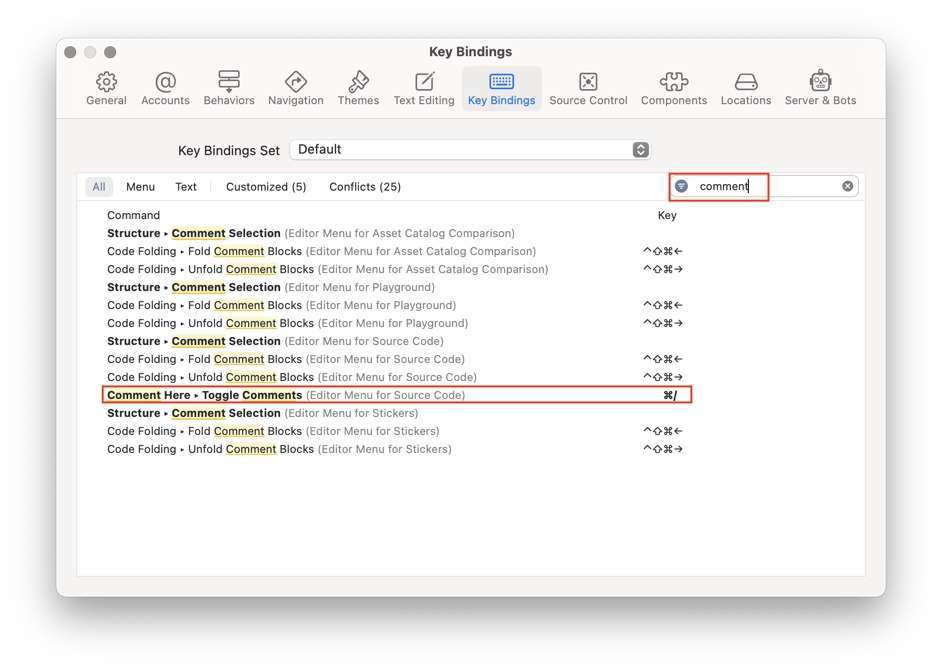 Key Bindings
General Accounts Behaviors Navigation Themes Text Editing Key Bindings Source Control Components Locations Server & Bots
Key Bindings Set Default
All Menu Text Customized (5) Conflicts (25) comment
Command Key
Structure ▸ Comment Selection (Editor Menu for Asset Catalog Comparison)
Code Folding ▸ Fold Comment Blocks (Editor Menu for Asset Catalog Comparison) ^⇧⌘←
Code Folding ▸ Unfold Comment Blocks (Editor Menu for Asset Catalog Comparison) ^⇧⌘→
Structure ▸ Comment Selection (Editor Menu for Playground)
Code Folding ▸ Fold Comment Blocks (Editor Menu for Playground) ^⇧⌘←
Code Folding ▸ Unfold Comment Blocks (Editor Menu for Playground) ^⇧⌘→
Structure ▸ Comment Selection (Editor Menu for Source Code)
Code Folding ▸ Fold Comment Blocks (Editor Menu for Source Code) ^⇧⌘←
Code Folding ▸ Unfold Comment Blocks (Editor Menu for Source Code) ^⇧⌘→
Comment Here ▸ Toggle Comments (Editor Menu for Source Code) ⌘/
Structure ▸ Comment Selection (Editor Menu for Stickers)
Code Folding ▸ Fold Comment Blocks (Editor Menu for Stickers) ^⇧⌘←
Code Folding ▸ Unfold Comment Blocks (Editor Menu for Stickers) ^⇧⌘→